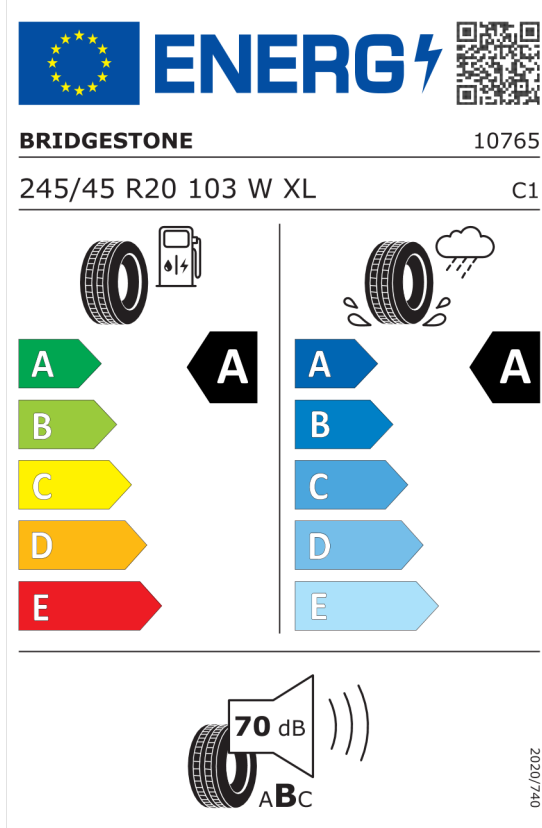 ENERG
BRIDGESTONE 10765
245/45 R20 103 W XL C1
A A
B
C
D
E
A A
B
C
D
E
70 dB
ABC
2020/740